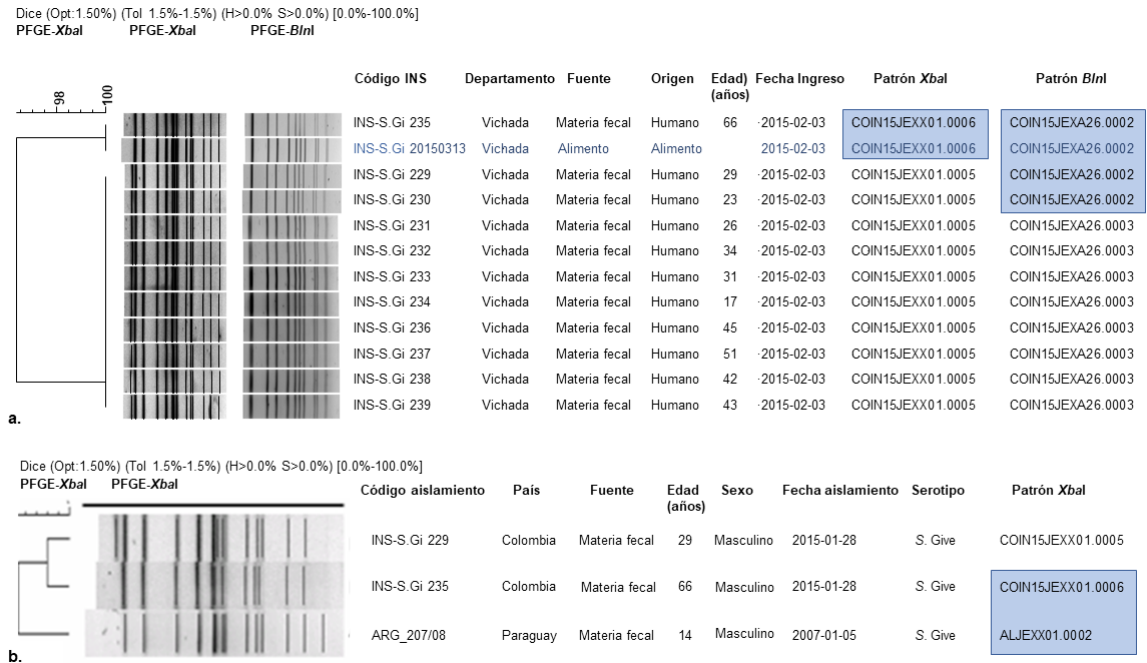 Dice (Opt:1.50%) (Tol 1.5%-1.5%) (H>0.0% S>0.0%) [0.0%-100.0%]
PFGE-XbaI PFGE-XbaI PFGE-BlnI
98 100
Código INS Departamento Fuente Origen Edad) (años) Fecha Ingreso Patrón XbaI Patrón BlnI
INS-S.Gi 235 Vichada Materia fecal Humano 66 2015-02-03 COIN15JEXX01.0006 COIN15JEXA26.0002
INS-S.Gi 20150313 Vichada Alimento Alimento 2015-02-03 COIN15JEXX01.0006 COIN15JEXA26.0002
INS-S.Gi 229 Vichada Materia fecal Humano 29 2015-02-03 COIN15JEXX01.0005 COIN15JEXA26.0002
INS-S.Gi 230 Vichada Materia fecal Humano 23 2015-02-03 COIN15JEXX01.0005 COIN15JEXA26.0002
INS-S.Gi 231 Vichada Materia fecal Humano 26 2015-02-03 COIN15JEXX01.0005 COIN15JEXA26.0003
INS-S.Gi 232 Vichada Materia fecal Humano 34 2015-02-03 COIN15JEXX01.0005 COIN15JEXA26.0003
INS-S.Gi 233 Vichada Materia fecal Humano 31 2015-02-03 COIN15JEXX01.0005 COIN15JEXA26.0003
INS-S.Gi 234 Vichada Materia fecal Humano 17 2015-02-03 COIN15JEXX01.0005 COIN15JEXA26.0003
INS-S.Gi 236 Vichada Materia fecal Humano 45 2015-02-03 COIN15JEXX01.0005 COIN15JEXA26.0003
INS-S.Gi 237 Vichada Materia fecal Humano 51 2015-02-03 COIN15JEXX01.0005 COIN15JEXA26.0003
INS-S.Gi 238 Vichada Materia fecal Humano 42 2015-02-03 COIN15JEXX01.0005 COIN15JEXA26.0003
INS-S.Gi 239 Vichada Materia fecal Humano 43 2015-02-03 COIN15JEXX01.0005 COIN15JEXA26.0003
a.
Dice (Opt:1.50%) (Tol 1.5%-1.5%) (H>0.0% S>0.0%) [0.0%-100.0%]
PFGE-XbaI PFGE-XbaI
Código aislamiento País Fuente Edad (años) Sexo Fecha aislamiento Serotipo Patrón XbaI
INS-S.Gi 229 Colombia Materia fecal 29 Masculino 2015-01-28 S. Give COIN15JEXX01.0005
INS-S.Gi 235 Colombia Materia fecal 66 Masculino 2015-01-28 S. Give COIN15JEXX01.0006
ARG_207/08 Paraguay Materia fecal 14 Masculino 2007-01-05 S. Give ALJEXX01.0002
b.